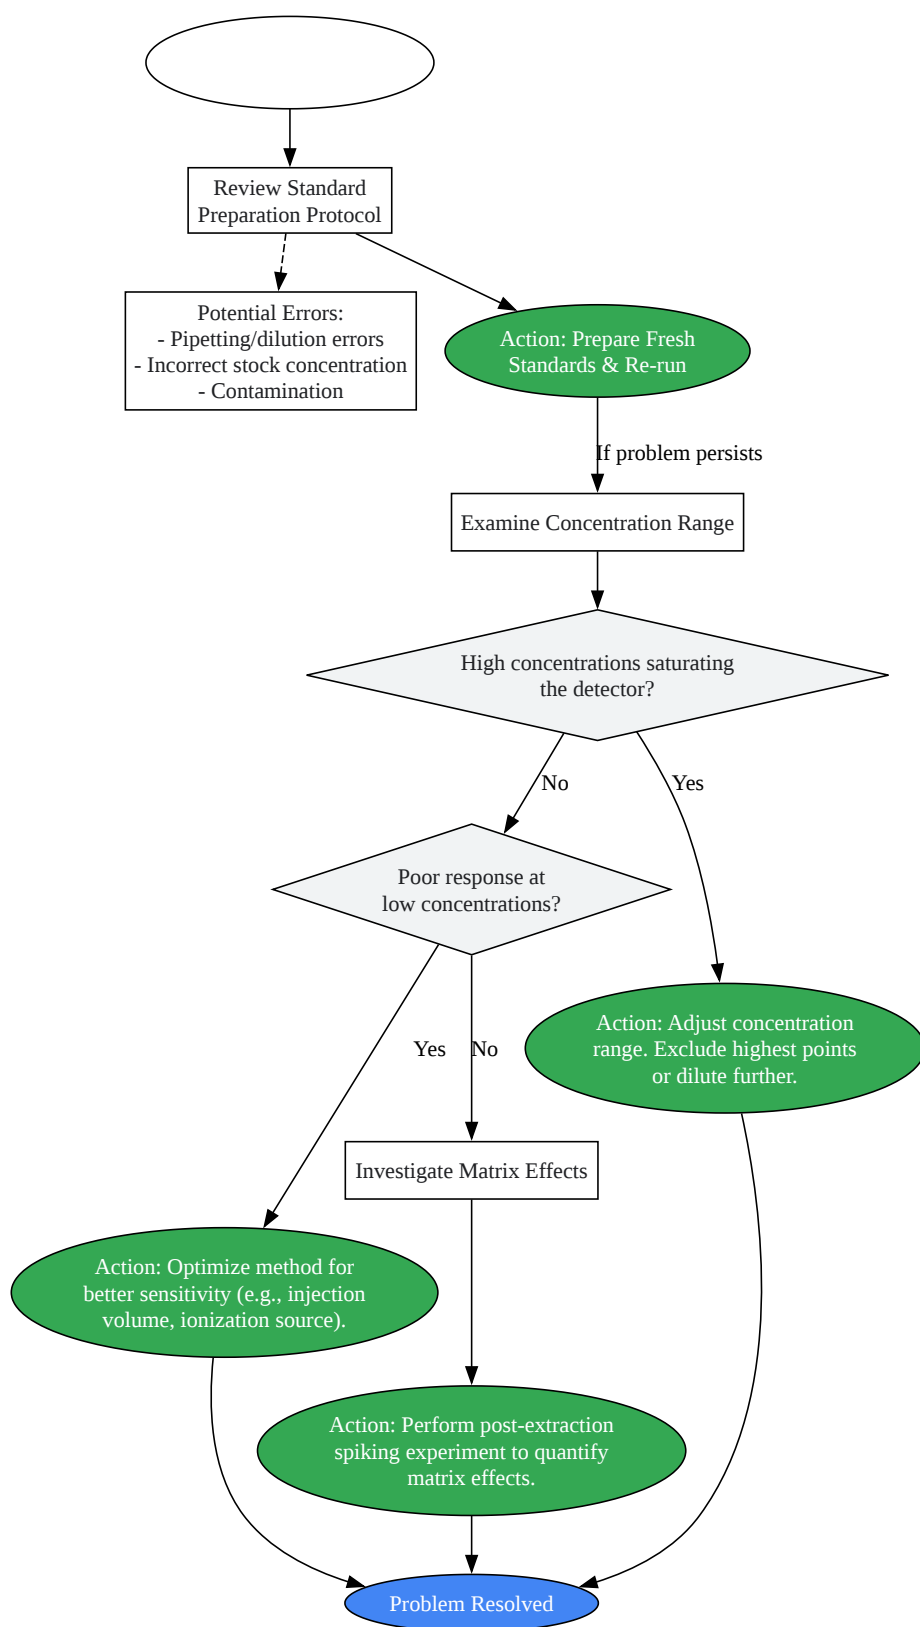 Review Standard
Preparation Protocol
Potential Errors:
- Pipetting/dilution errors
- Incorrect stock concentration
- Contamination
Action: Prepare Fresh
Standards & Re-run
If problem persists
Examine Concentration Range
High concentrations saturating
the detector?
No
Yes
Poor response at
low concentrations?
Action: Adjust concentration
range. Exclude highest points
or dilute further.
Yes
No
Investigate Matrix Effects
Action: Optimize method for
better sensitivity (e.g., injection
volume, ionization source).
Action: Perform post-extraction
spiking experiment to quantify
matrix effects.
Problem Resolved